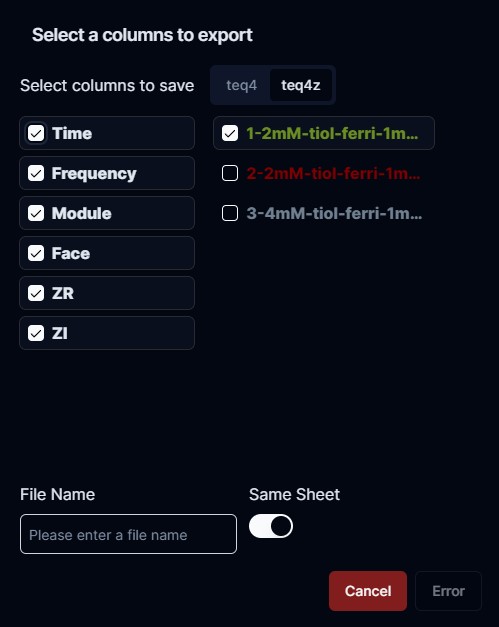 Select a columns to export
Select columns to save teq4 teq4z
Time 1-2mM-tiol-ferri-1m...
Frequency 2-2mM-tiol-ferri-1m...
Module 3-4mM-tiol-ferri-1m...
Face
ZR
ZI
File Name Same Sheet
Please enter a file name
Cancel Error